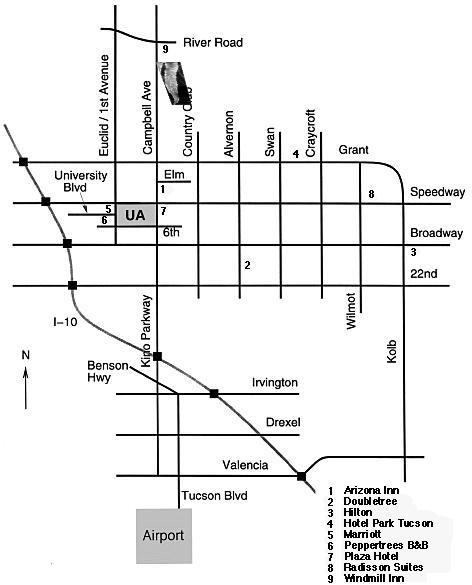 9
River Road
Euclid / 1st Avenue
Campbell Ave
Country Club
Alvernon
Swan
Craycroft
4
Grant
University
Blvd
Elm
1
8
Speedway
5
UA
7
6
6th
Broadway
3
2
22nd
I-10
Kino Parkway
Wilmot
Kolb
N
Benson
Hwy
Irvington
Drexel
Valencia
Tucson Blvd
Airport
1 Arizona Inn
2 Doubletree
3 Hilton
4 Hotel Park Tucson
5 Marriott
6 Peppertrees B&B
7 Plaza Hotel
8 Radisson Suites
9 Windmill Inn